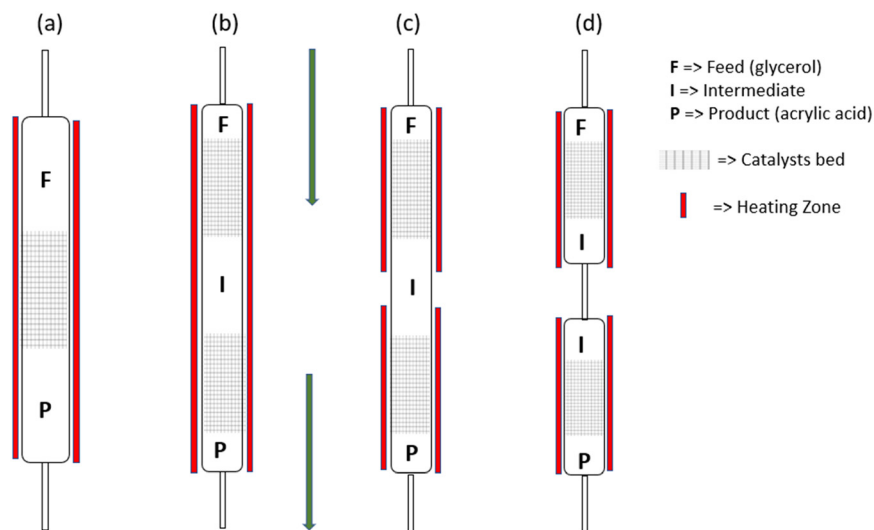 (a)
(b)
(c)
(d)
F
P
F
I
P
F
I
P
F
I
I
P
F => Feed (glycerol)
I => Intermediate
P => Product (acrylic acid)
=> Catalysts bed
=> Heating Zone